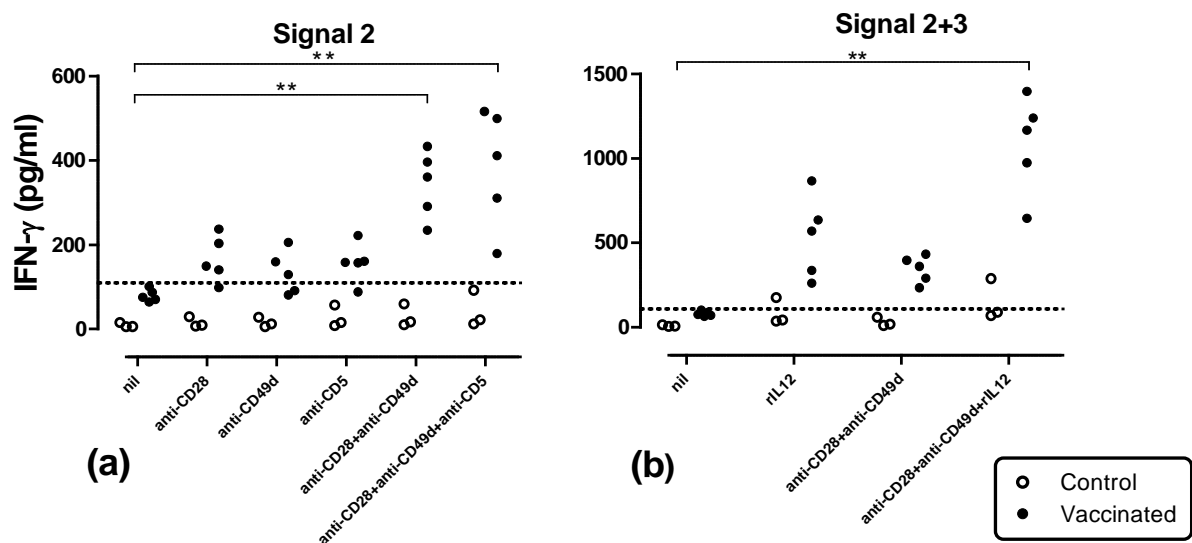 Signal 2
**
**
IFN-γ (pg/ml)
600
400
200
0
nil
anti-CD28
anti-CD49d
anti-CD5
anti-CD28+anti-CD49d
anti-CD28+anti-CD49d+anti-CD5
(a)
Signal 2+3
**
1500
1000
500
0
nil
rIL12
anti-CD28+anti-CD49d
anti-CD28+anti-CD49d+rIL12
(b)
Control
Vaccinated